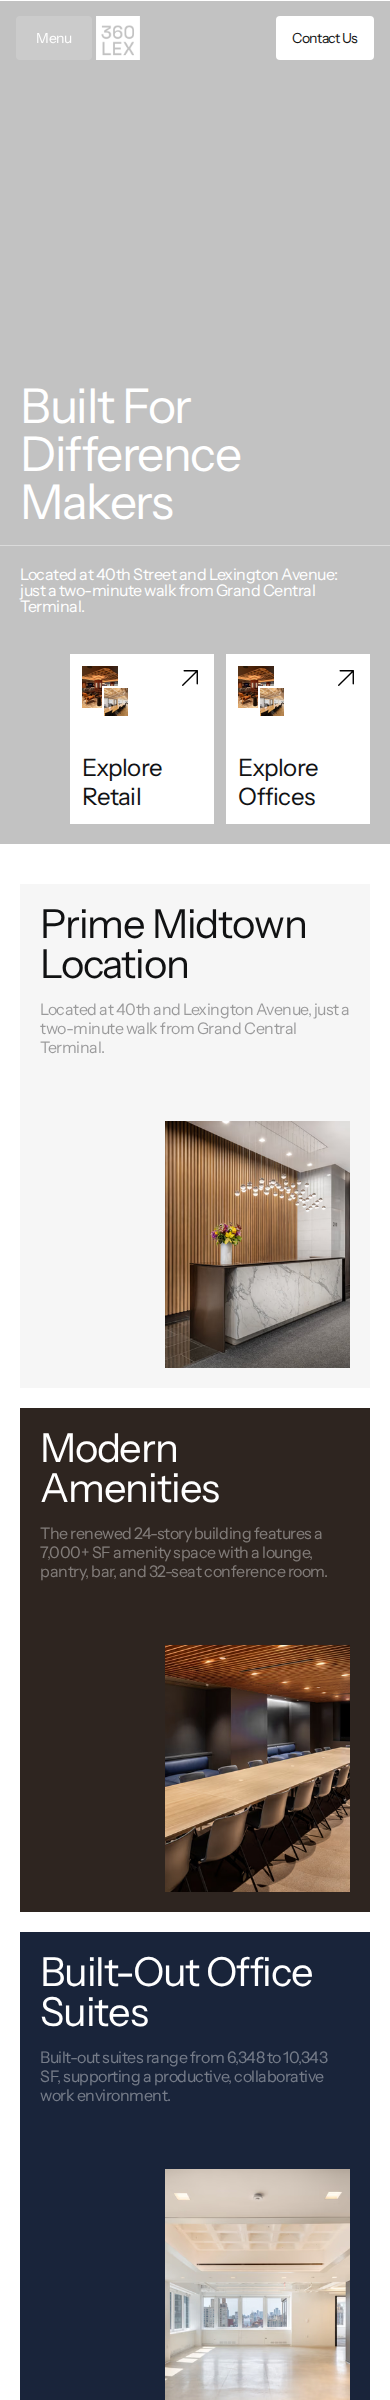 Menu
360
LEX
Contact Us
Built For
Difference
Makers
Located at 40th Street and Lexington Avenue:
just a two-minute walk from Grand Central
Terminal.
Explore
Retail
Explore
Offices
Prime Midtown
Location
Located at 40th and Lexington Avenue, just a
two-minute walk from Grand Central
Terminal.
Modern
Amenities
The renewed 24-story building features a
7,000+ SF amenity space with a lounge,
pantry, bar, and 32-seat conference room.
Built-Out Office
Suites
Built-out suites range from 6,348 to 10,343
SF, supporting a productive, collaborative
work environment.